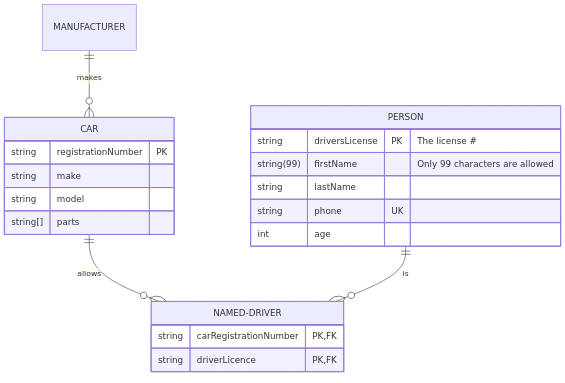 MANUFACTURER
makes
CAR
string registrationNumber PK
string make
string model
string[] parts
PERSON
string driversLicense PK The license #
string(99) firstName Only 99 characters are allowed
string lastName
string phone UK
int age
allows
is
NAMED-DRIVER
string carRegistrationNumber PK,FK
string driverLicence PK,FK